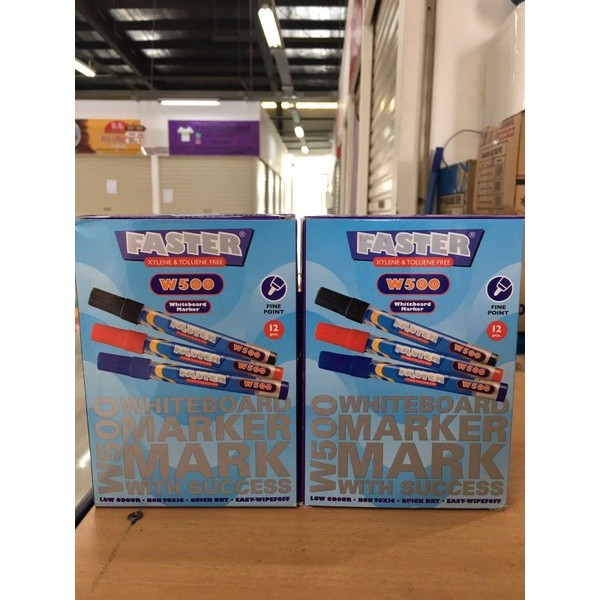 FASTER®
XYLENE & TOLUENE FREE
W500
Whiteboard
Marker
FINE
POINT
12
pcs.
FASTER
W500
FASTER
W500
FASTER
W500
W500
WHITEBOARD
MARKER
MARK
WITH SUCCESS
LOW ODOUR • NON TOXIC • QUICK DRY • EASY-WIPEOFF
FASTER®
XYLENE & TOLUENE FREE
W500
Whiteboard
Marker
FINE
POINT
12
pcs.
FASTER
W500
FASTER
W500
FASTER
W500
W500
WHITEBOARD
MARKER
MARK
WITH SUCCESS
LOW ODOUR • NON TOXIC • QUICK DRY • EASY-WIPEOFF